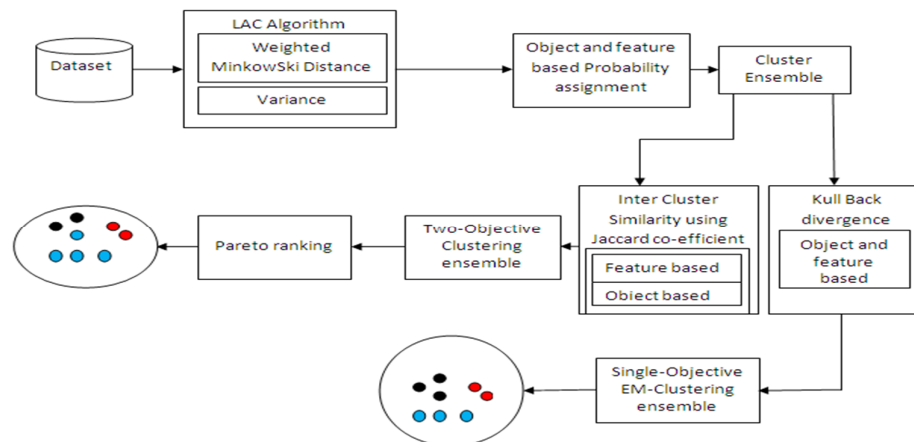 LAC Algorithm
Dataset
Weighted
MinkowSki Distance
Variance
Object and feature
based Probability
assignment
Cluster
Ensemble
Inter Cluster
Similarity using
Jaccard co-efficient
Feature based
Object based
Kull Back
divergence
Object and
feature
based
Two-Objective
Clustering
ensemble
Pareto ranking
Single-Objective
EM-Clustering
ensemble